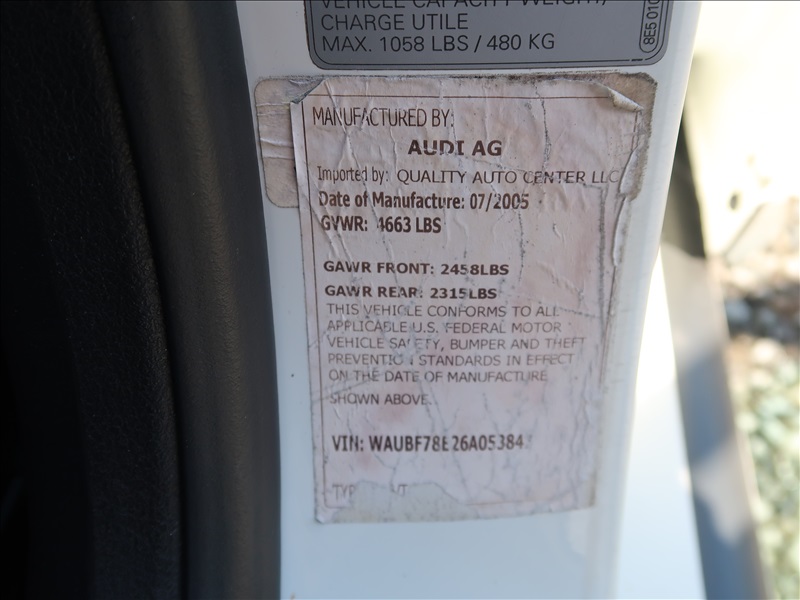 VEHICLE CAPACITY WEIGHT/
CHARGE UTILE
MAX. 1058 LBS / 480 KG
8E5 010
MANUFACTURED BY:
AUDI AG
Imported by: QUALITY AUTO CENTER LLC
Date of Manufacture: 07/2005
GVWR: 4663 LBS
GAWR FRONT: 2458LBS
GAWR REAR: 2315LBS
THIS VEHICLE CONFORMS TO ALL
APPLICABLE U.S. FEDERAL MOTOR
VEHICLE SAFETY, BUMPER AND THEFT
PREVENTION STANDARDS IN EFFECT
ON THE DATE OF MANUFACTURE
SHOWN ABOVE.
VIN: